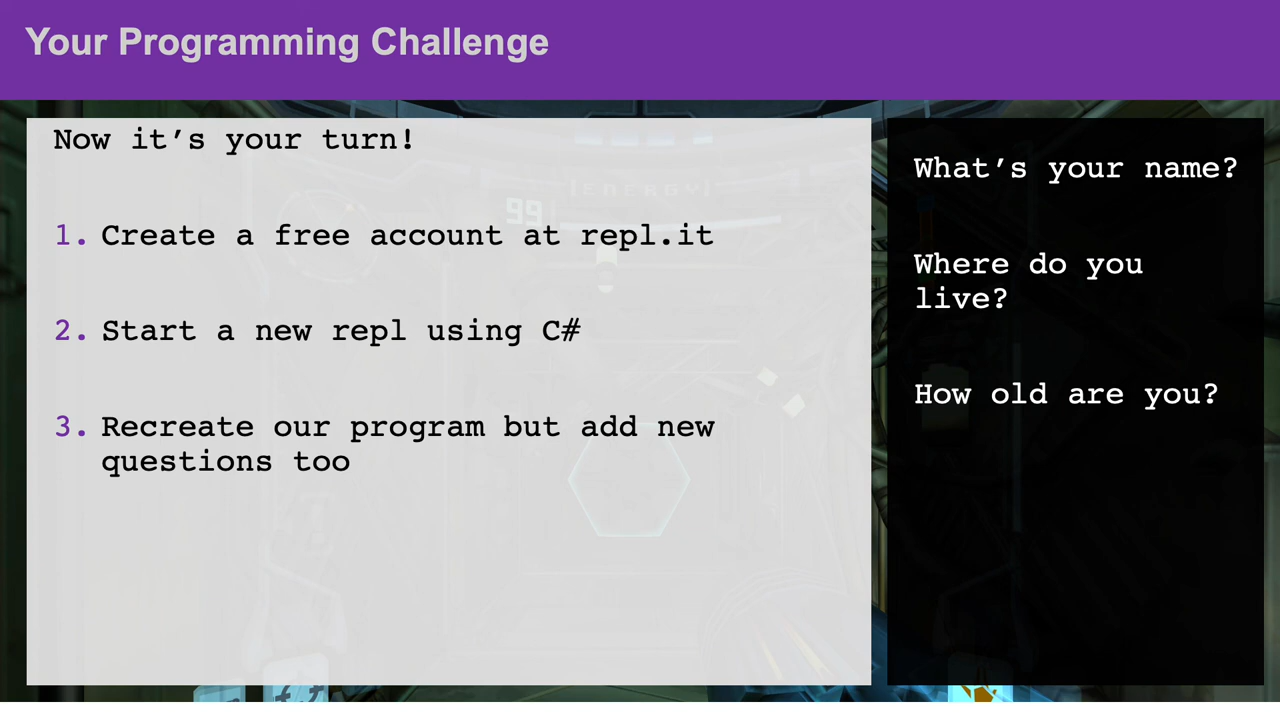 Your Programming Challenge
Now it’s your turn!
1. Create a free account at repl.it
2. Start a new repl using C#
3. Recreate our program but add new
questions too
What’s your name?
Where do you
live?
How old are you?
ENERGY
99